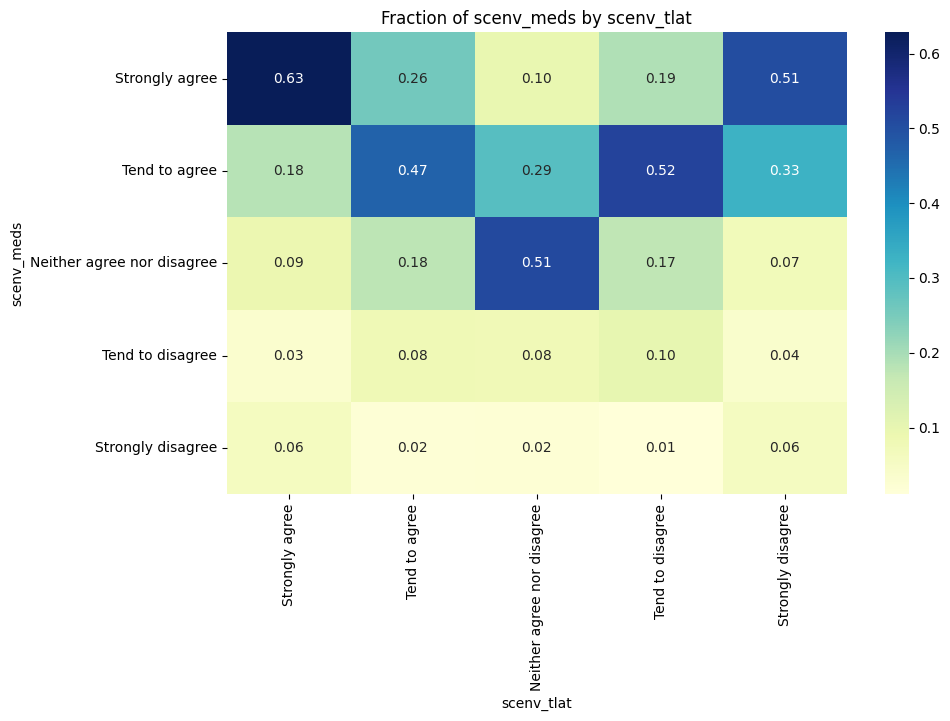 Fraction of scenv_meds by scenv_tlat
Strongly agree 0.63 0.26 0.10 0.19 0.51
Tend to agree 0.18 0.47 0.29 0.52 0.33
Neither agree nor disagree 0.09 0.18 0.51 0.17 0.07
Tend to disagree 0.03 0.08 0.08 0.10 0.04
Strongly disagree 0.06 0.02 0.02 0.01 0.06
scenv_meds
Strongly agree
Tend to agree
Neither agree nor disagree
Tend to disagree
Strongly disagree
scenv_tlat
0.6
0.5
0.4
0.3
0.2
0.1